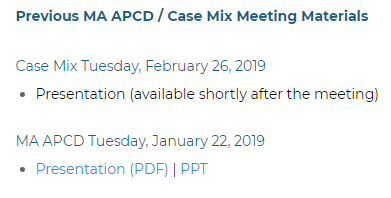 Previous MA APCD / Case Mix Meeting Materials
Case Mix Tuesday, February 26, 2019
• Presentation (available shortly after the meeting)
MA APCD Tuesday, January 22, 2019
• Presentation (PDF) | PPT